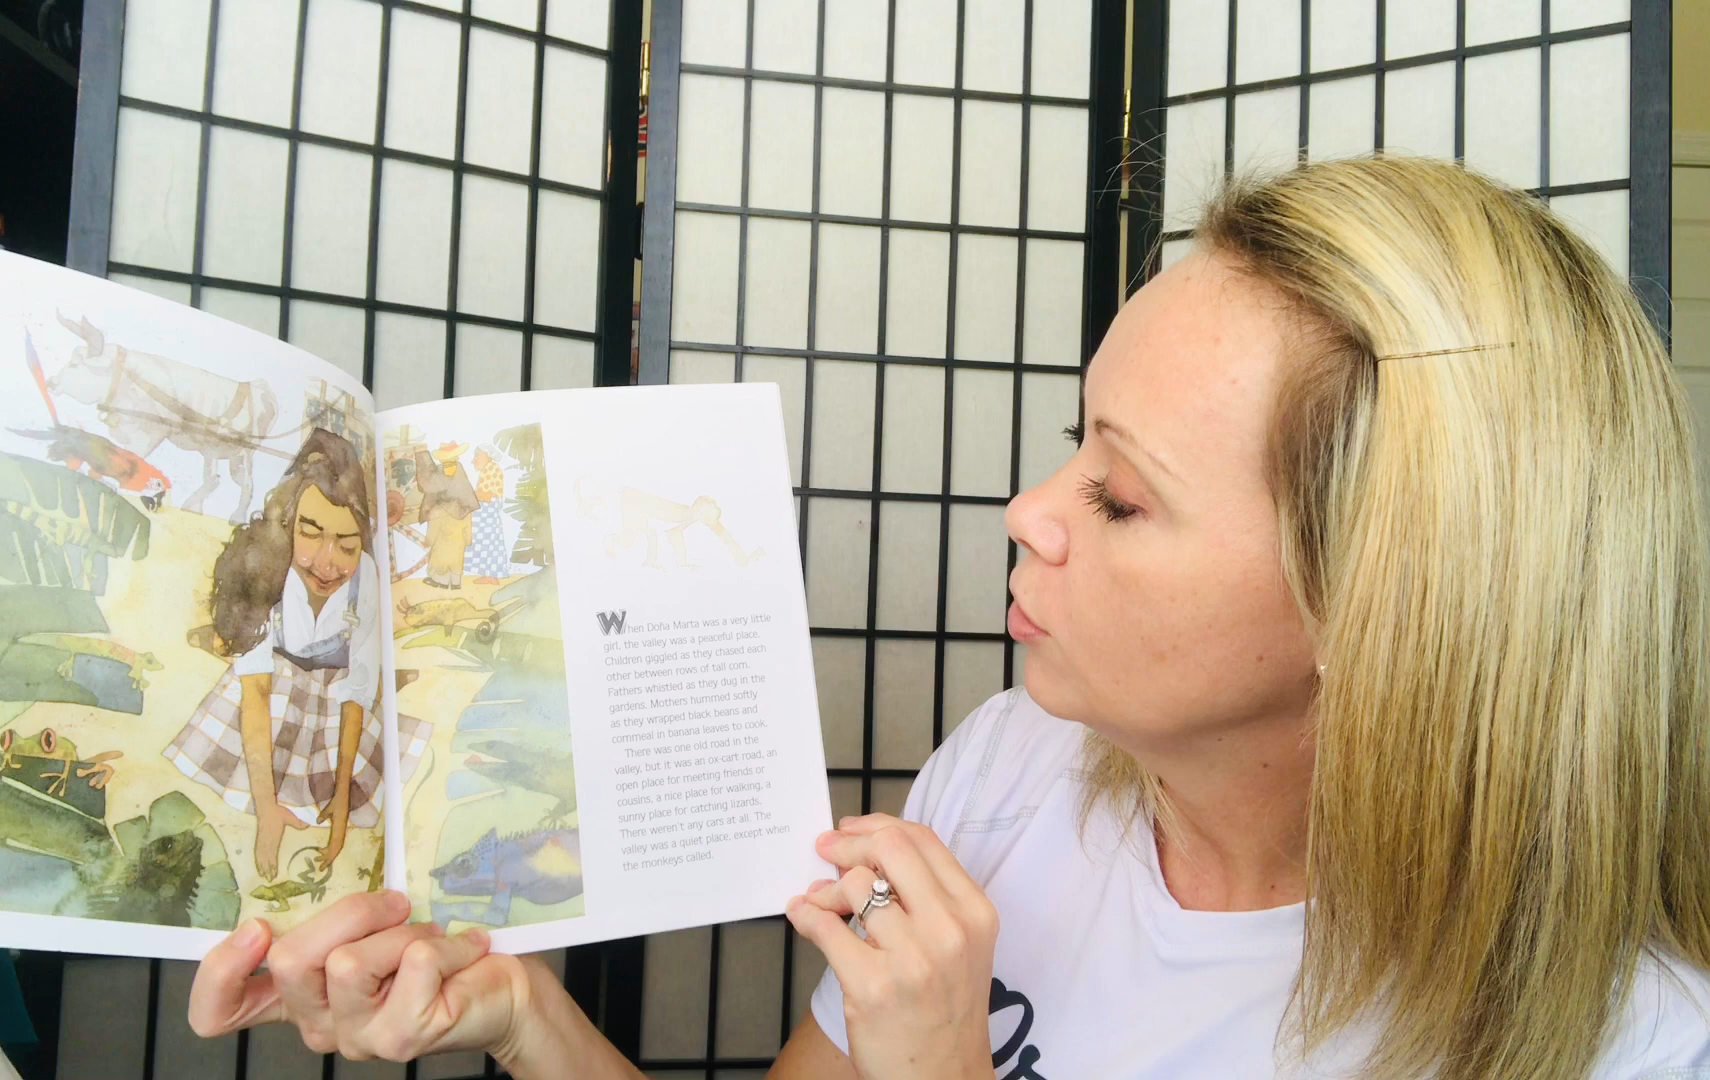 When Doña Marta was a very little
girl, the valley was a peaceful place.
Children giggled as they chased each
other between rows of tall corn.
Fathers whistled as they dug in the
gardens. Mothers hummed softly
as they wrapped black beans and
cornmeal in banana leaves to cook.
There was one old road in the
valley, but it was an ox-cart road, an
open place for meeting friends or
cousins, a nice place for walking, a
sunny place for catching lizards.
There weren't any cars at all. The
valley was a quiet place, except when
the monkeys called.